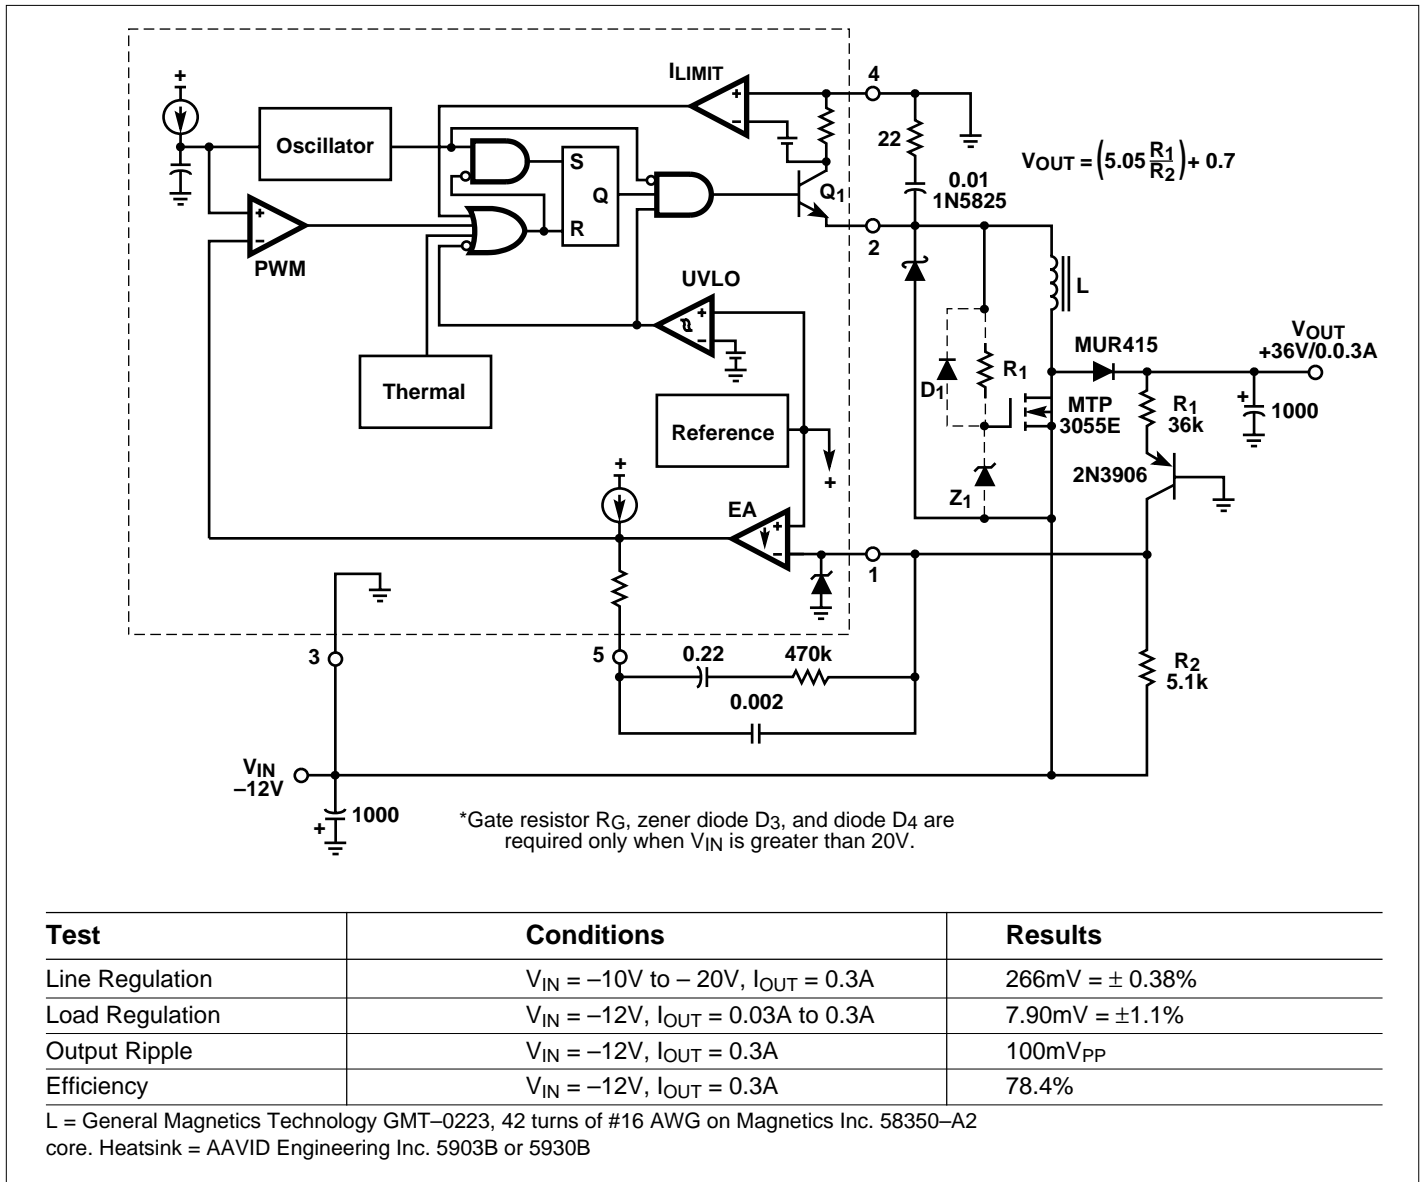 ILIMIT
4
+
+
–
Oscillator
22
VOUT = (5.05 R1/R2) + 0.7
S
Q
R
Q1
0.01
1N5825
+
–
PWM
2
UVLO
+
–
L
VOUT
+36V/0.0.3A
MUR415
Thermal
D1
R1
MTP
3055E
R1
36k
+
1000
Reference
+
2N3906
Z1
+
EA
+
–
1
3
5
0.22
470k
0.002
R2
5.1k
VIN
–12V
1000
+
*Gate resistor RG, zener diode D3, and diode D4 are
required only when VIN is greater than 20V.
Test Conditions Results
Line Regulation VIN = –10V to – 20V, IOUT = 0.3A 266mV = ± 0.38%
Load Regulation VIN = –12V, IOUT = 0.03A to 0.3A 7.90mV = ±1.1%
Output Ripple VIN = –12V, IOUT = 0.3A 100mVPP
Efficiency VIN = –12V, IOUT = 0.3A 78.4%
L = General Magnetics Technology GMT–0223, 42 turns of #16 AWG on Magnetics Inc. 58350–A2
core. Heatsink = AAVID Engineering Inc. 5903B or 5930B